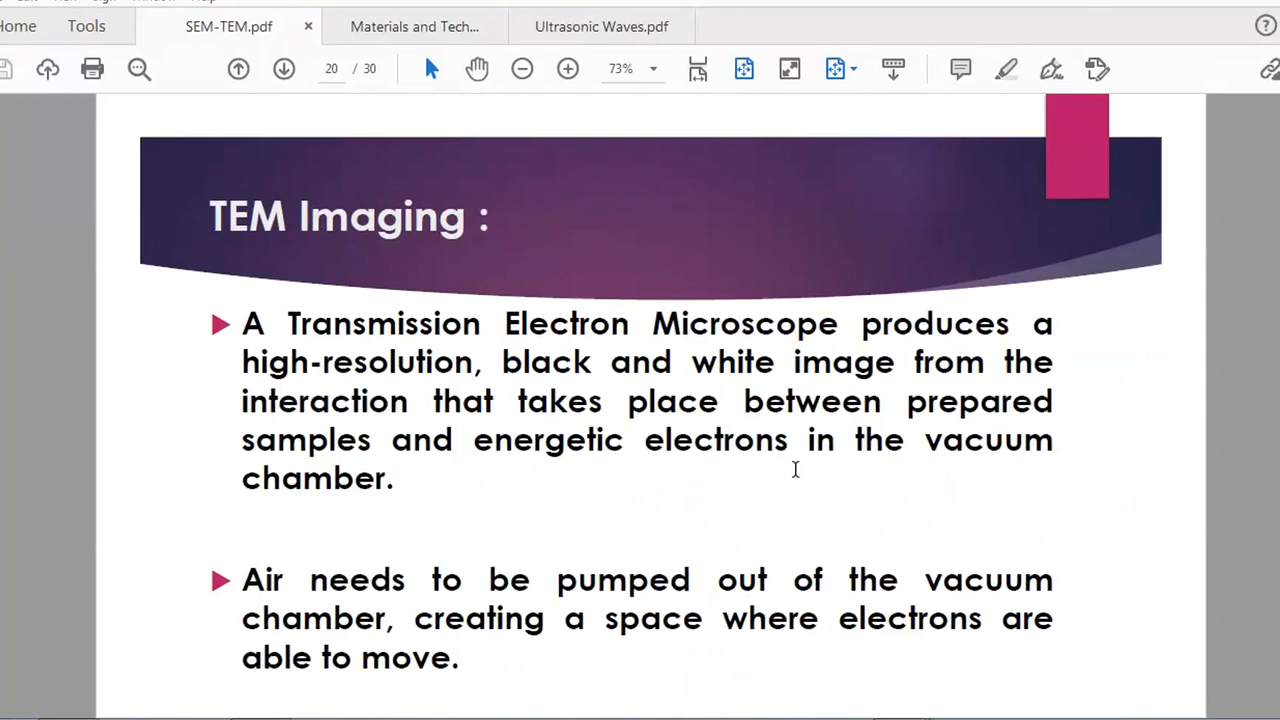 Home Tools SEM-TEM.pdf × Materials and Tech... Ultrasonic Waves.pdf
20 / 30 73%
TEM Imaging :
A Transmission Electron Microscope produces a
high-resolution, black and white image from the
interaction that takes place between prepared
samples and energetic electrons in the vacuum
chamber.
Air needs to be pumped out of the vacuum
chamber, creating a space where electrons are
able to move.